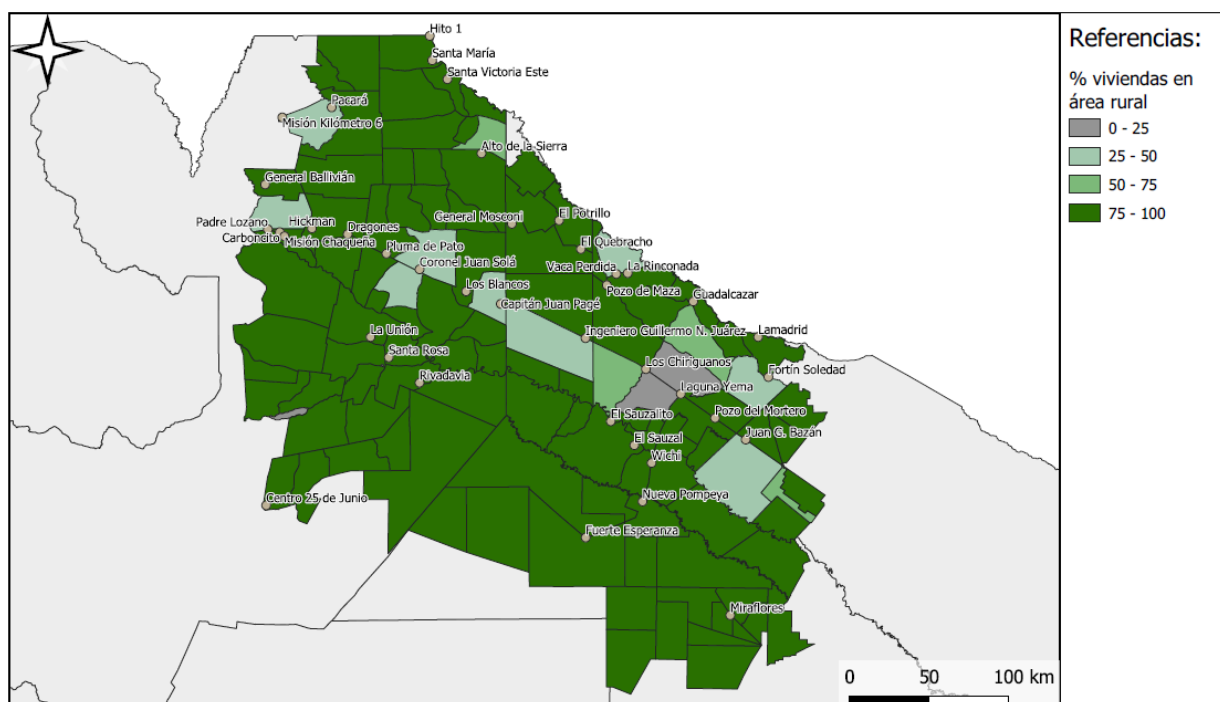 Hito 1
Santa María
Santa Victoria Este
Pacará
Misión Kilómetro 6
Alto de la Sierra
General Ballivián
Padre Lozano
Hickman
Dragones
General Mosconi
El Potrillo
Carboncito
Misión Chaqueña
Pluma de Pato
El Quebracho
Coronel Juan Solá
Vaca Perdida
La Rinconada
Los Blancos
Pozo de Maza
Capitán Juan Pagé
Guadalcazar
La Unión
Ingeniero Guillermo N. Juárez
Lamadrid
Santa Rosa
Los Chiriguanos
Fortín Soledad
Rivadavia
Laguna Yema
El Sauzalito
Pozo del Mortero
El Sauzal
Juan G. Bazán
Wichi
Centro 25 de Junio
Nueva Pompeya
Fuerte Esperanza
Miraflores
0 50 100 km
Referencias:
% viviendas en
área rural
0 - 25
25 - 50
50 - 75
75 - 100